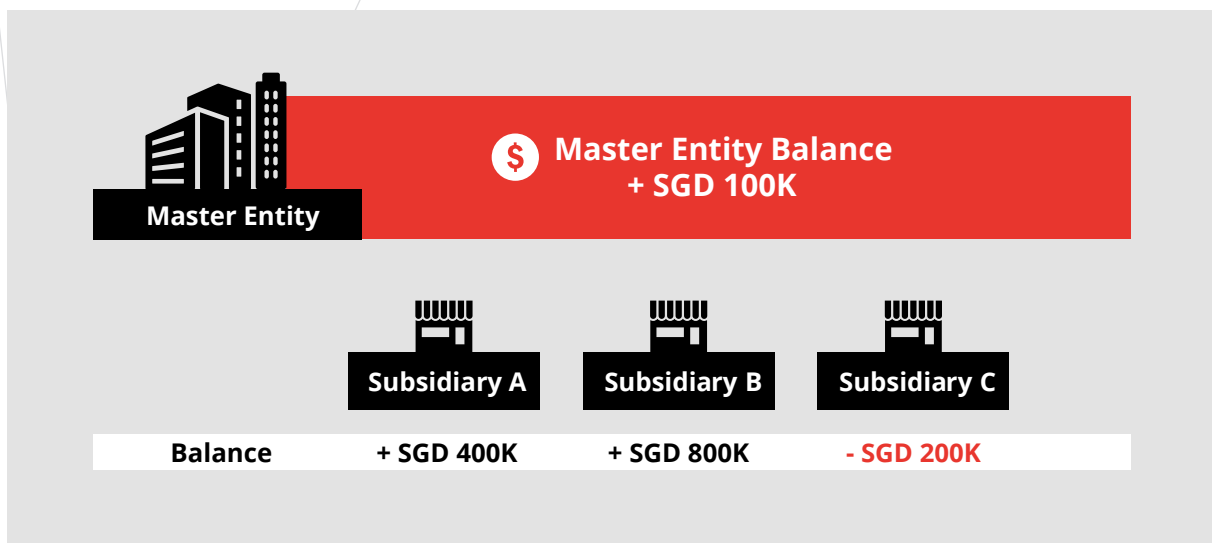 $ Master Entity Balance
+ SGD 100K
Master Entity
Subsidiary A Subsidiary B Subsidiary C
Balance + SGD 400K + SGD 800K - SGD 200K